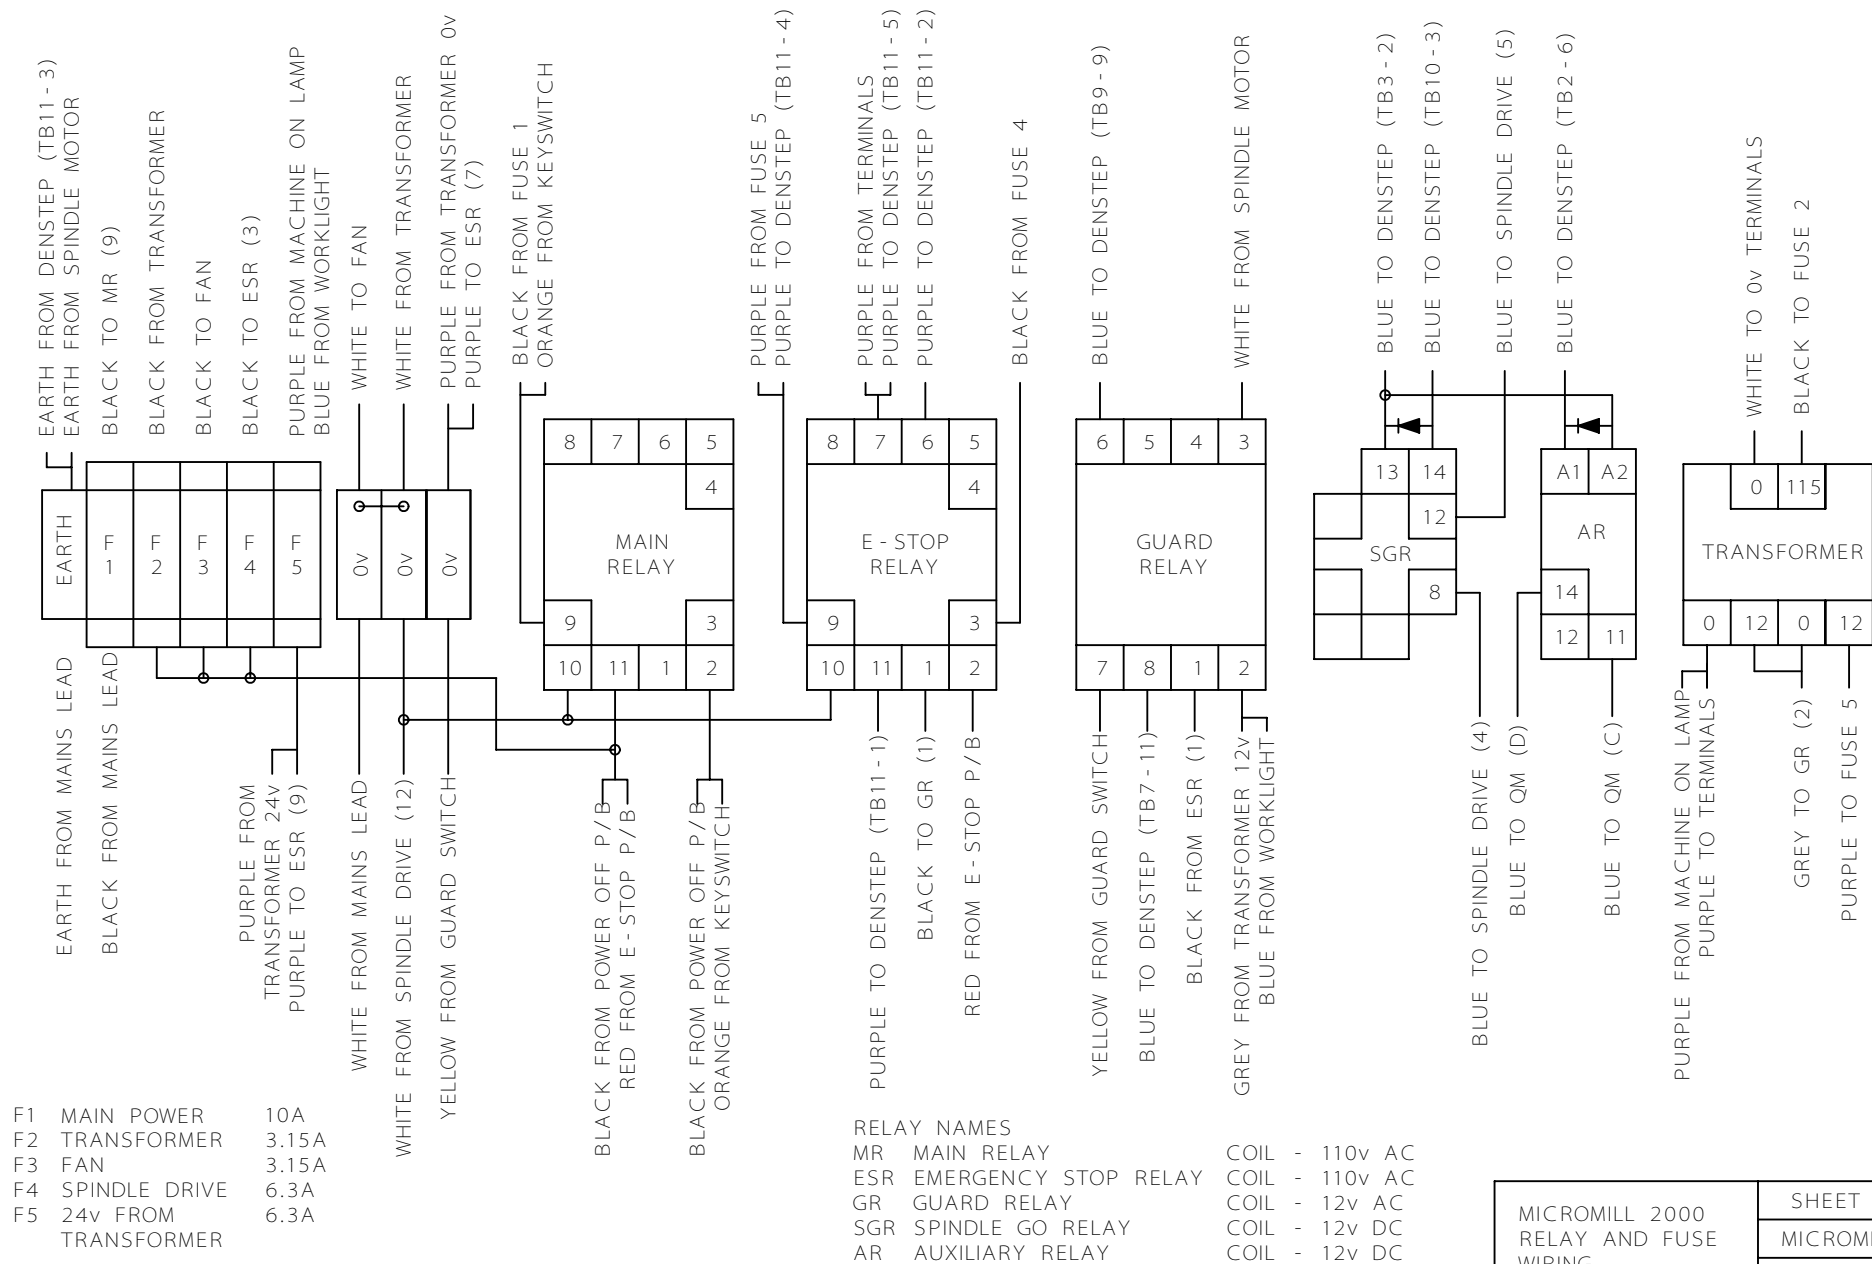 EARTH FROM DENSTEP (TB11-3)
EARTH FROM SPINDLE MOTOR
BLACK TO MR (9)
BLACK FROM TRANSFORMER
BLACK TO FAN
BLACK TO ESR (3)
PURPLE FROM MACHINE ON LAMP
BLUE FROM WORKLIGHT
WHITE TO FAN
WHITE FROM TRANSFORMER
PURPLE FROM TRANSFORMER 0v
PURPLE TO ESR (7)
BLACK FROM FUSE 1
ORANGE FROM KEYSWITCH
PURPLE FROM FUSE 5
PURPLE TO DENSTEP (TB11-4)
PURPLE FROM TERMINALS
PURPLE TO DENSTEP (TB11-5)
PURPLE TO DENSTEP (TB11-2)
BLACK FROM FUSE 4
BLUE TO DENSTEP (TB9-9)
WHITE FROM SPINDLE MOTOR
BLUE TO DENSTEP (TB3-2)
BLUE TO DENSTEP (TB10-3)
BLUE TO SPINDLE DRIVE (5)
BLUE TO DENSTEP (TB2-6)
WHITE TO 0v TERMINALS
BLACK TO FUSE 2
EARTH
F 1
F 2
F 3
F 4
F 5
0v
0v
0v
8 7 6 5
4
MAIN
RELAY
9 3
10 11 1 2
8 7 6 5
4
E-STOP
RELAY
9 3
10 11 1 2
6 5 4 3
GUARD
RELAY
7 8 1 2
13 14
12
SGR
8
A1 A2
AR
14
12 11
0 115
TRANSFORMER
0 12 0 12
EARTH FROM MAINS LEAD
BLACK FROM MAINS LEAD
PURPLE FROM
TRANSFORMER 24v
PURPLE TO ESR (9)
WHITE FROM MAINS LEAD
WHITE FROM SPINDLE DRIVE (12)
YELLOW FROM GUARD SWITCH
BLACK FROM POWER OFF P/B
RED FROM E-STOP P/B
BLACK FROM POWER OFF P/B
ORANGE FROM KEYSWITCH
PURPLE TO DENSTEP (TB11-1)
BLACK TO GR (1)
RED FROM E-STOP P/B
YELLOW FROM GUARD SWITCH
BLUE TO DENSTEP (TB7-11)
BLACK FROM ESR (1)
GREY FROM TRANSFORMER 12v
BLUE FROM WORKLIGHT
BLUE TO SPINDLE DRIVE (4)
BLUE TO QM (D)
BLUE TO QM (C)
PURPLE FROM MACHINE ON LAMP
PURPLE TO TERMINALS
GREY TO GR (2)
PURPLE TO FUSE 5
F1 MAIN POWER 10A
F2 TRANSFORMER 3.15A
F3 FAN 3.15A
F4 SPINDLE DRIVE 6.3A
F5 24v FROM 6.3A
TRANSFORMER
RELAY NAMES
MR MAIN RELAY COIL - 110v AC
ESR EMERGENCY STOP RELAY COIL - 110v AC
GR GUARD RELAY COIL - 12v AC
SGR SPINDLE GO RELAY COIL - 12v DC
AR AUXILIARY RELAY COIL - 12v DC
MICROMILL 2000
RELAY AND FUSE
WIRING
SHEET